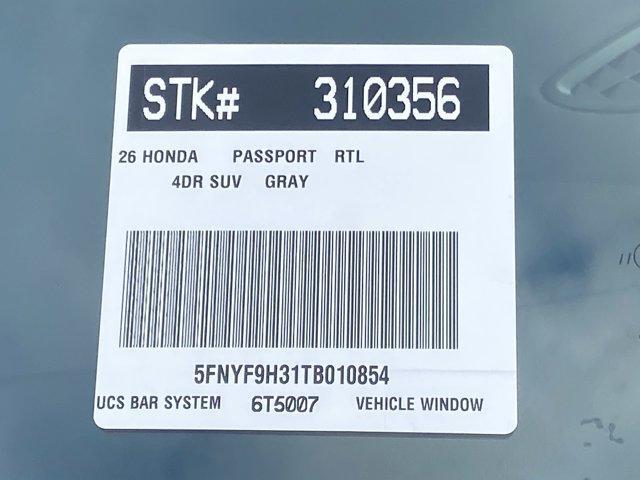 STK# 310356
26 HONDA PASSPORT RTL
4DR SUV GRAY
5FNYF9H31TB010854
UCS BAR SYSTEM 6T5007 VEHICLE WINDOW